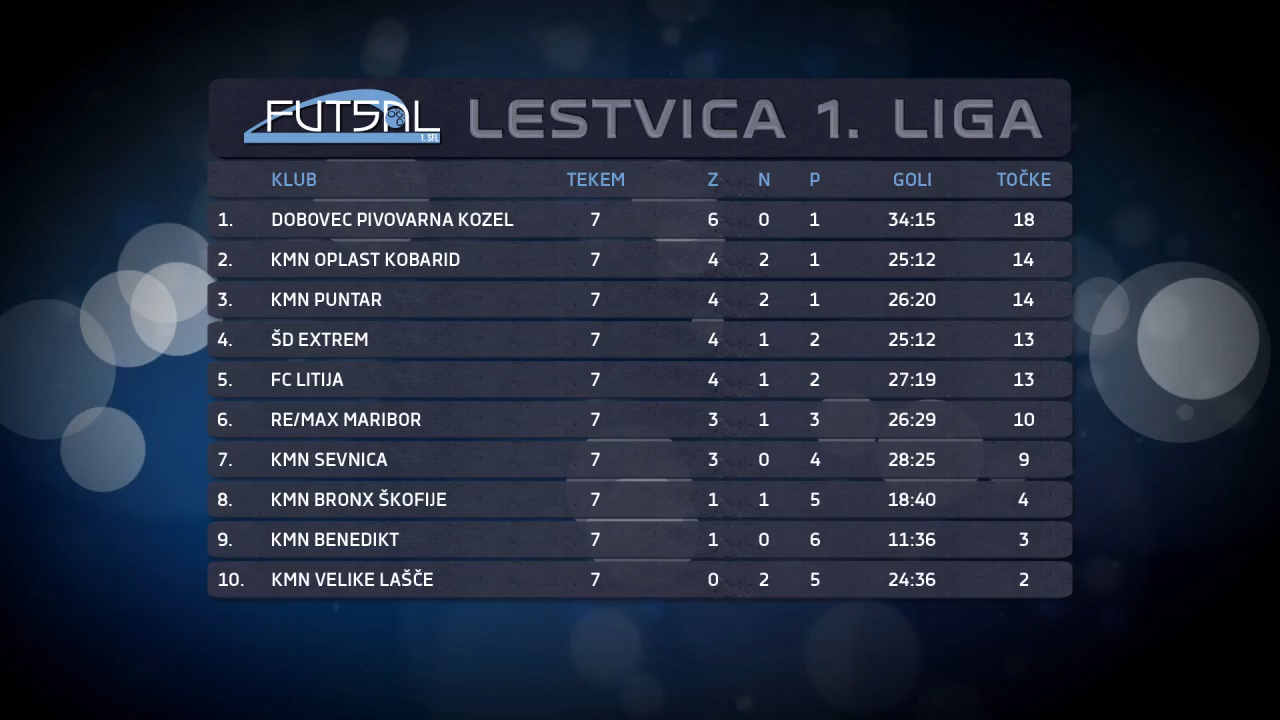 FUTSAL LESTVICA 1. LIGA
1. SFL
KLUB TEKEM Z N P GOLI TOČKE
1. DOBOVEC PIVOVARNA KOZEL 7 6 0 1 34:15 18
2. KMN OPLAST KOBARID 7 4 2 1 25:12 14
3. KMN PUNTAR 7 4 2 1 26:20 14
4. ŠD EXTREM 7 4 1 2 25:12 13
5. FC LITIJA 7 4 1 2 27:19 13
6. RE/MAX MARIBOR 7 3 1 3 26:29 10
7. KMN SEVNICA 7 3 0 4 28:25 9
8. KMN BRONX ŠKOFIJE 7 1 1 5 18:40 4
9. KMN BENEDIKT 7 1 0 6 11:36 3
10. KMN VELIKE LAŠČE 7 0 2 5 24:36 2